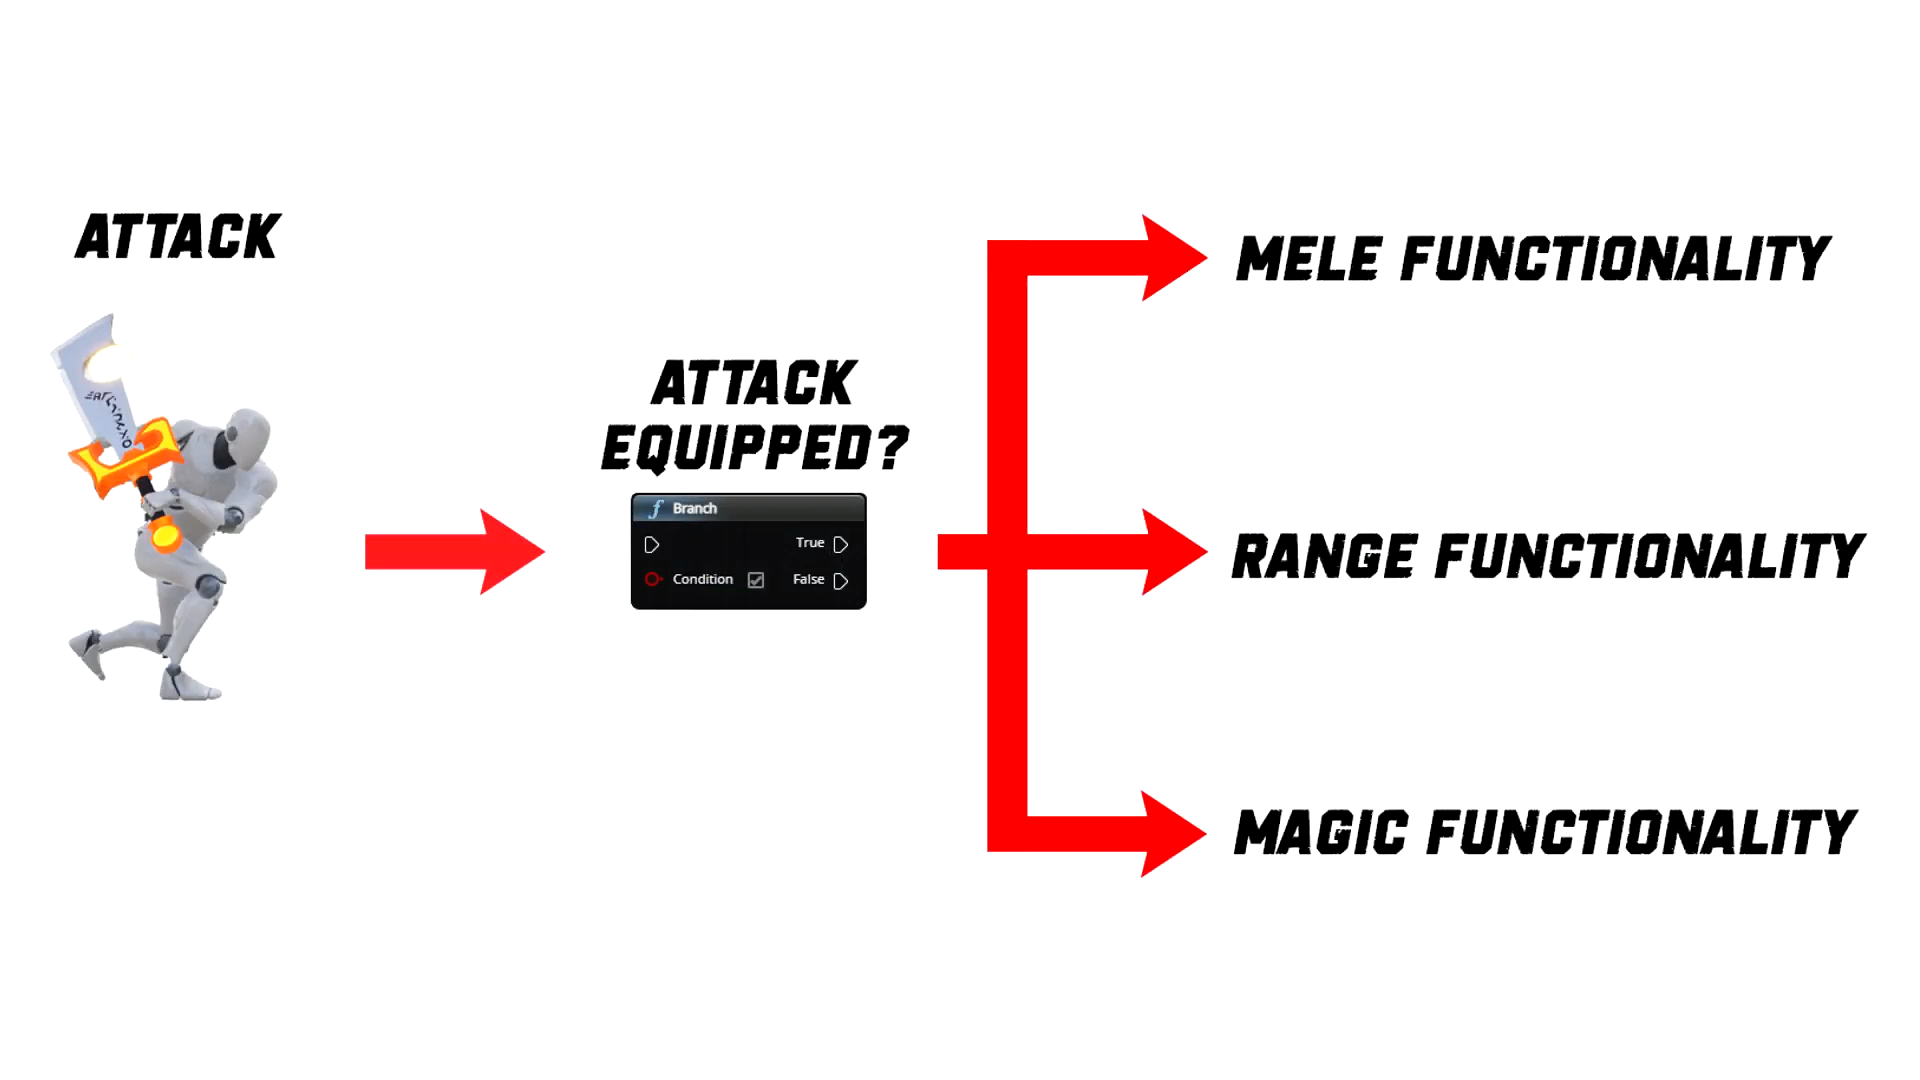 ATTACK
ATTACK
EQUIPPED?
f Branch
True
Condition
False
MELE FUNCTIONALITY
RANGE FUNCTIONALITY
MAGIC FUNCTIONALITY